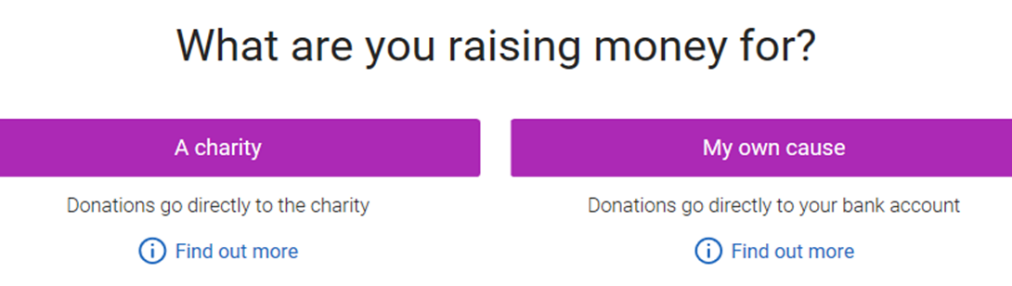 What are you raising money for?
A charity
Donations go directly to the charity
Find out more
My own cause
Donations go directly to your bank account
Find out more